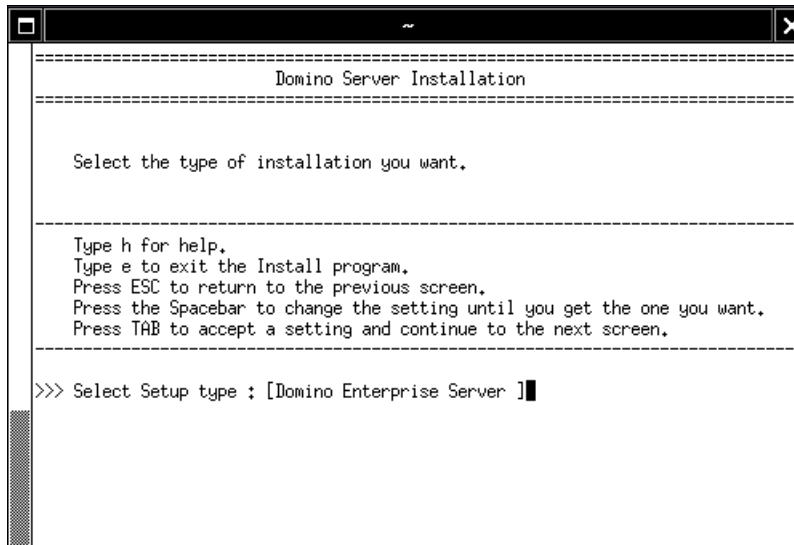 ~
Domino Server Installation
Select the type of installation you want.
Type h for help.
Type e to exit the Install program.
Press ESC to return to the previous screen.
Press the Spacebar to change the setting until you get the one you want.
Press TAB to accept a setting and continue to the next screen.
>>> Select Setup type : [Domino Enterprise Server ]